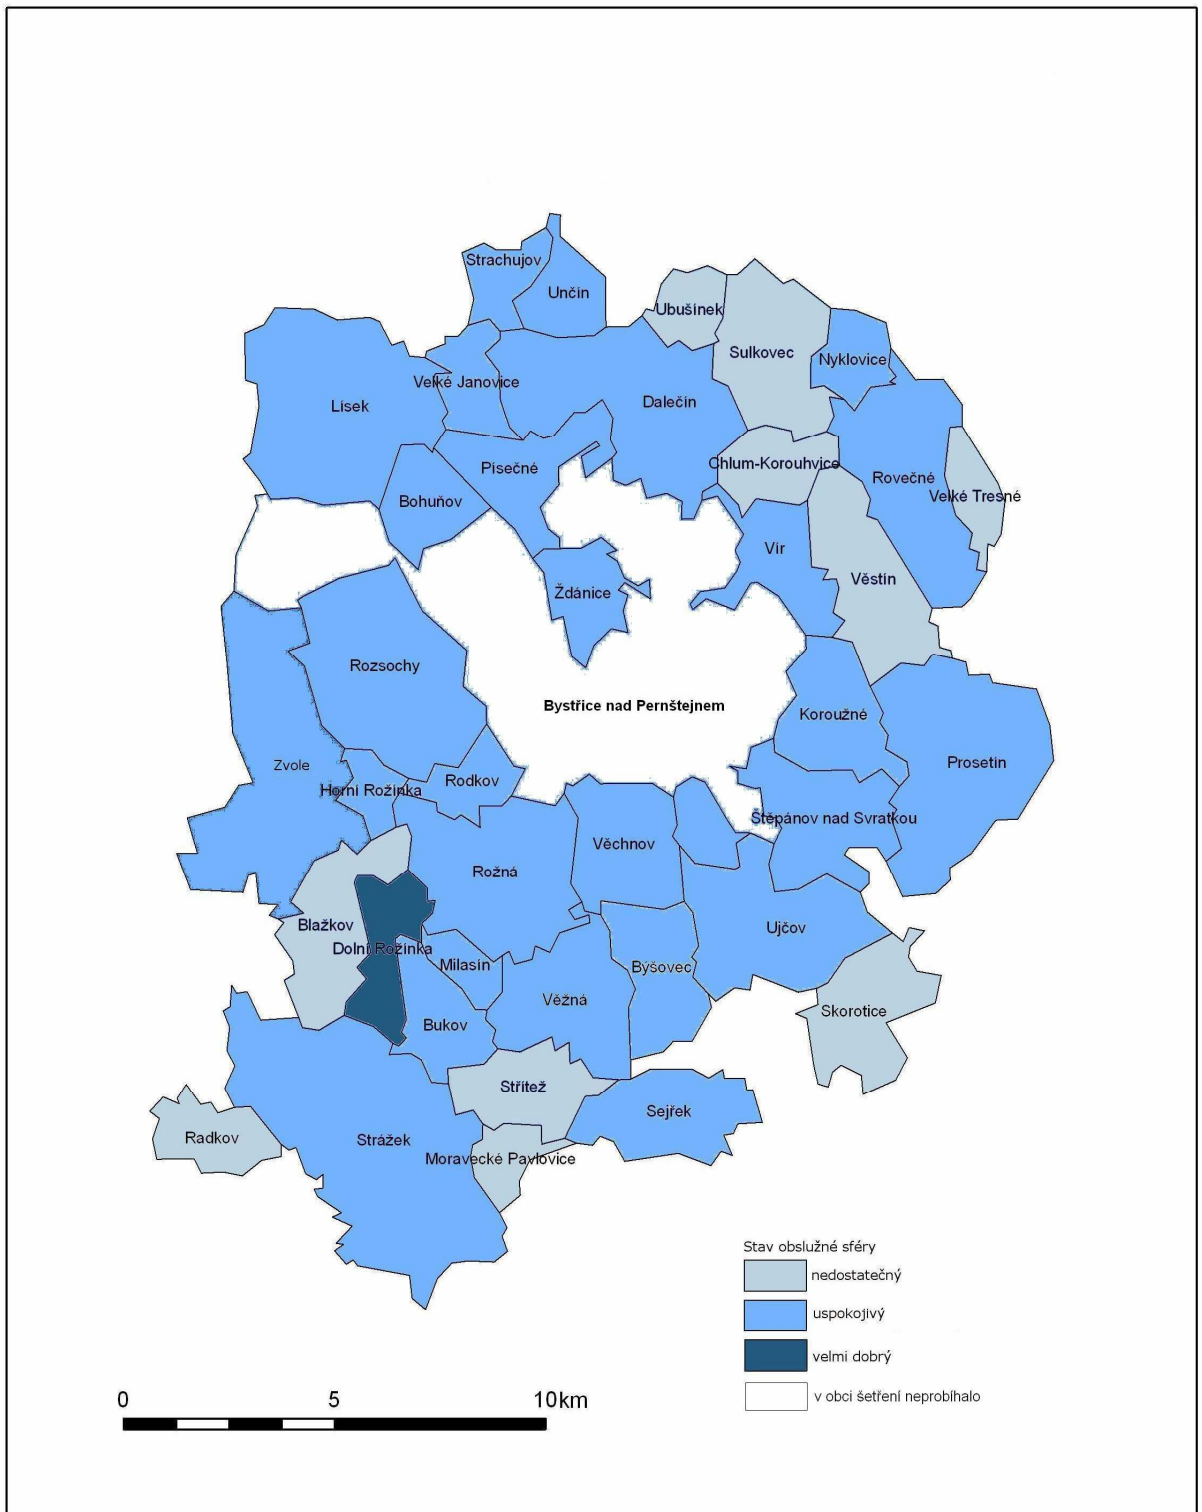 Strachujov
Unčín
Ubušínek
Sulkovec
Nyklovice
Velké Janovice
Lísek
Dalečín
Písečné
Chlum-Korouhvice
Rovečné
Velké Tresné
Bohuňov
Vír
Věstín
Ždánice
Rozsochy
Bystřice nad Pernštejnem
Koroužné
Zvole
Prosetín
Rodkov
Horní Rožínka
Štěpánov nad Svratkou
Věchnov
Rožná
Blažkov
Ujčov
Dolní Rožínka
Milasín
Býšovec
Věžná
Skorotice
Bukov
Střítež
Sejřek
Radkov
Strážek
Moravecké Pavlovice
Stav obslužné sféry
nedostatečný
uspokojivý
velmi dobrý
v obci šetření neprobíhalo
0 5 10km